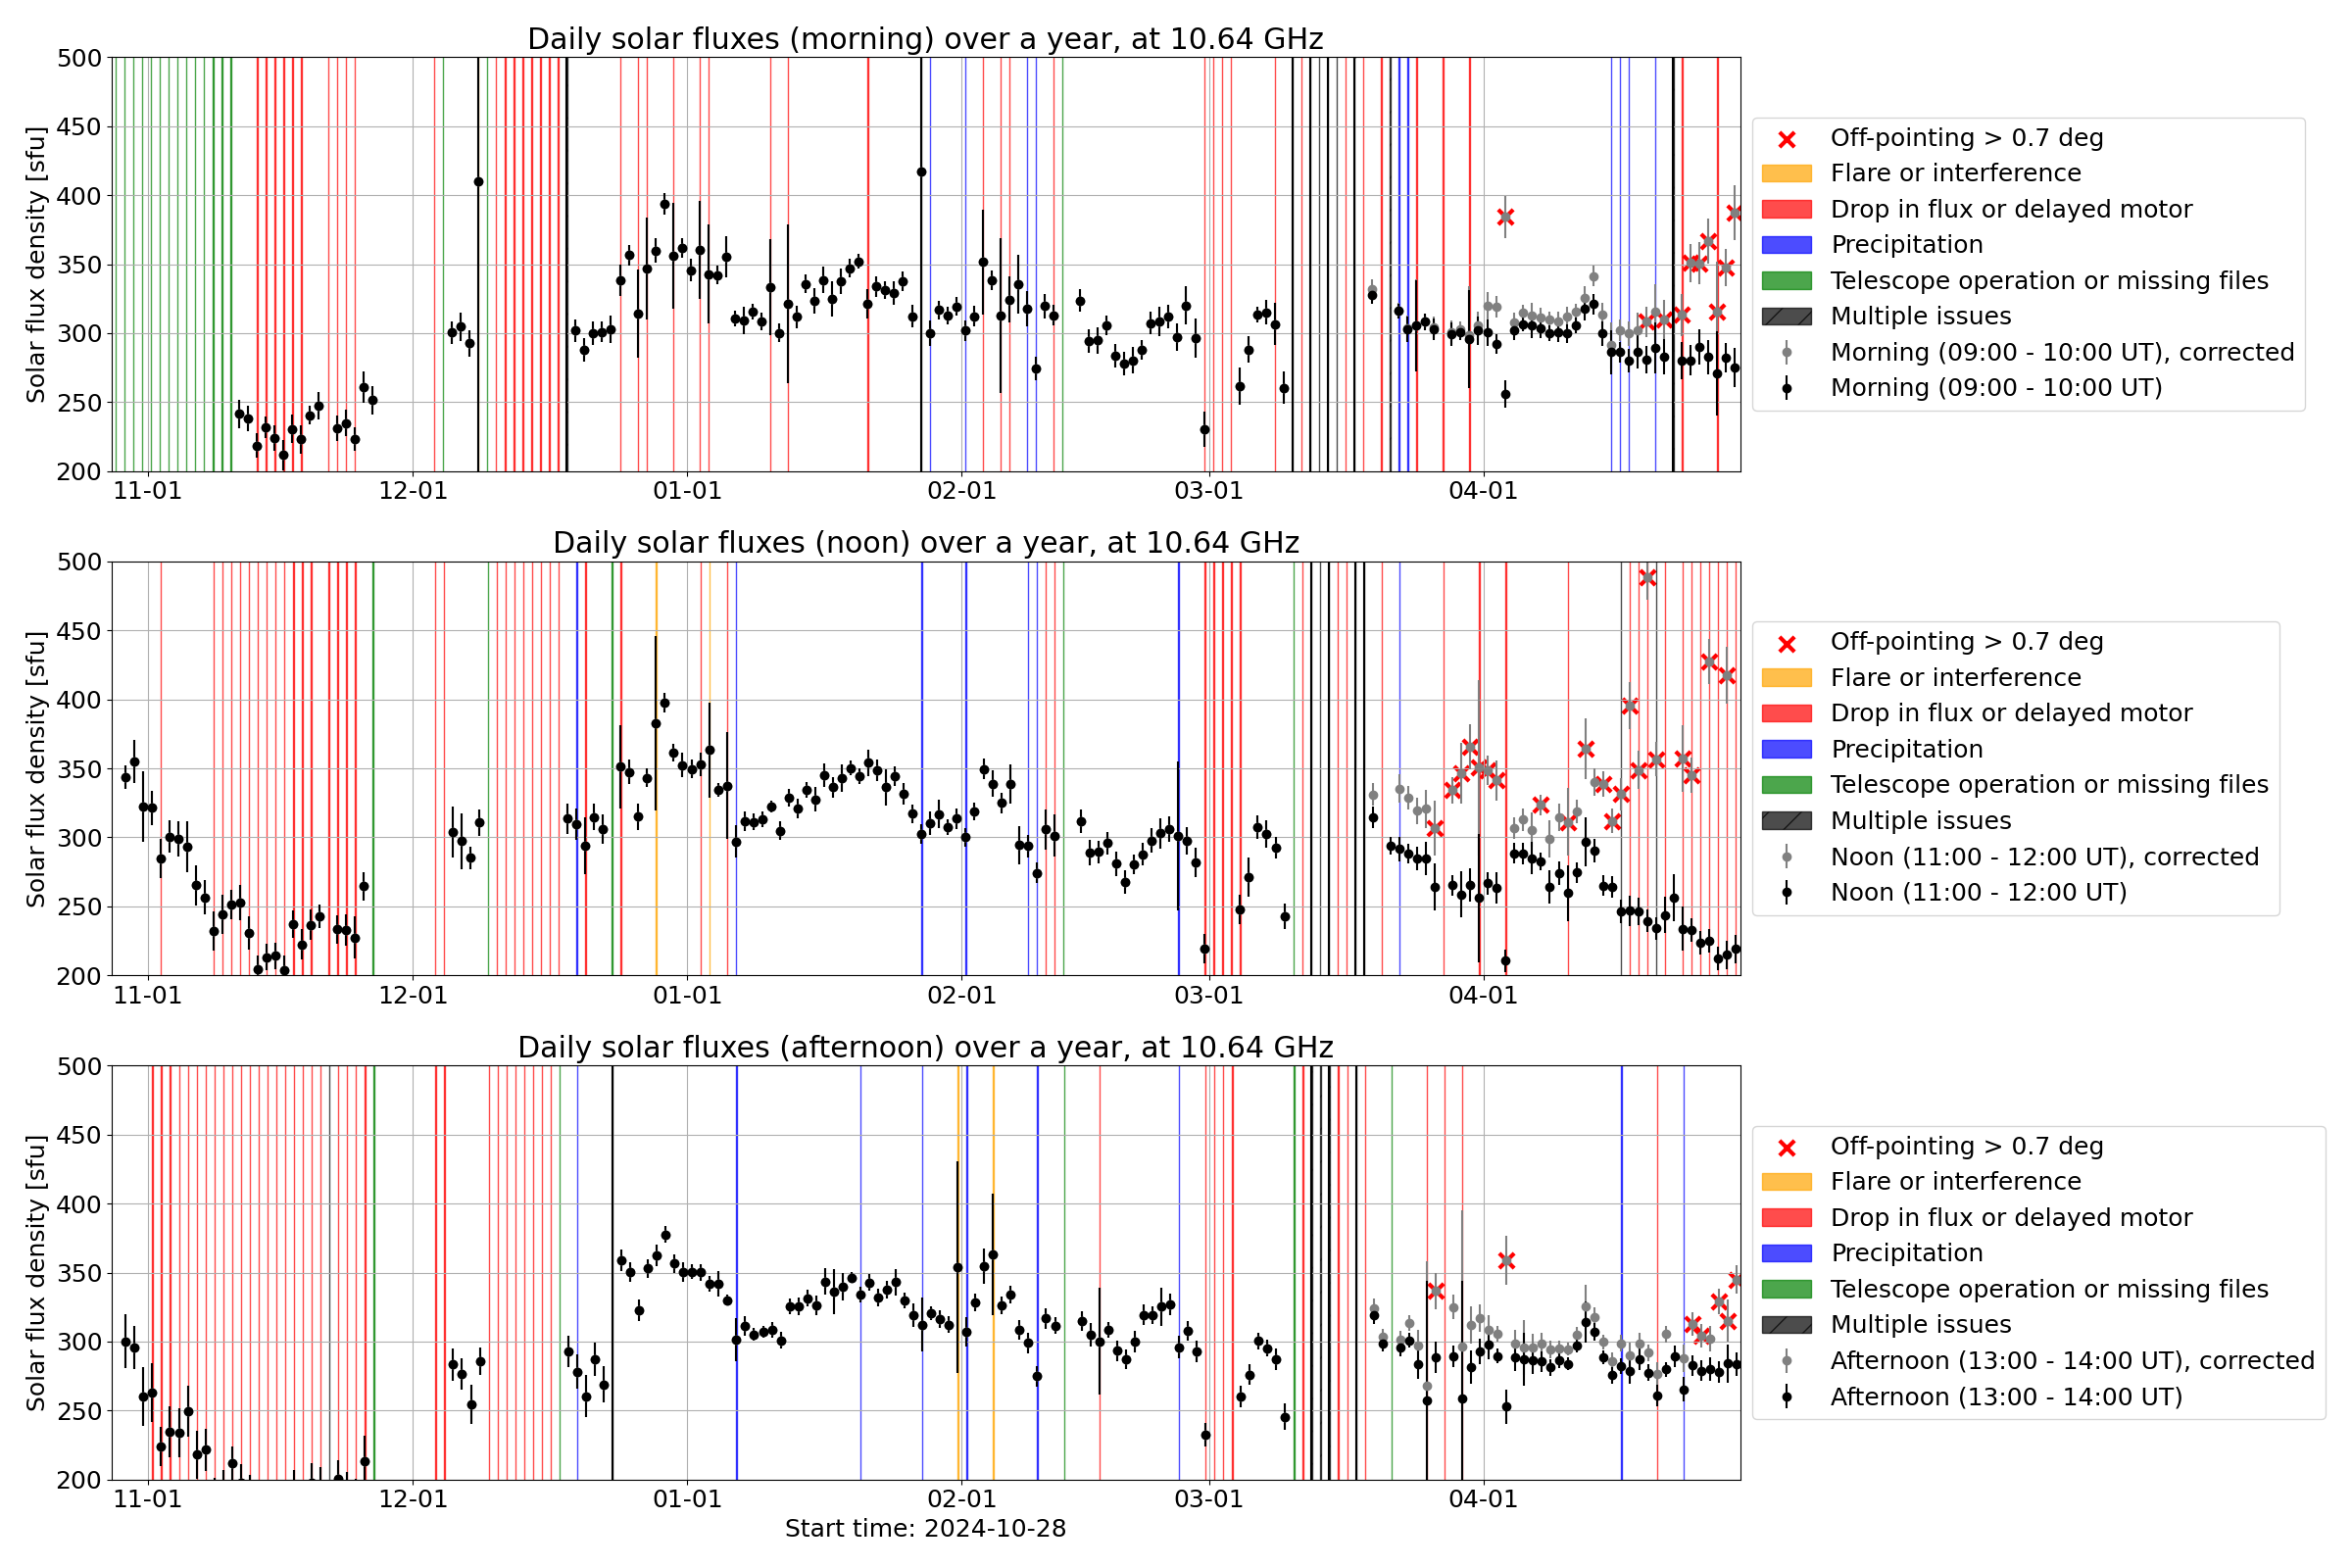 Daily solar fluxes (morning) over a year, at 10.64 GHz
Solar flux density [sfu]
500
450
400
350
300
250
200
11-01 12-01 01-01 02-01 03-01 04-01
Off-pointing > 0.7 deg
Flare or interference
Drop in flux or delayed motor
Precipitation
Telescope operation or missing files
Multiple issues
Morning (09:00 - 10:00 UT), corrected
Morning (09:00 - 10:00 UT)
Daily solar fluxes (noon) over a year, at 10.64 GHz
Solar flux density [sfu]
500
450
400
350
300
250
200
11-01 12-01 01-01 02-01 03-01 04-01
Off-pointing > 0.7 deg
Flare or interference
Drop in flux or delayed motor
Precipitation
Telescope operation or missing files
Multiple issues
Noon (11:00 - 12:00 UT), corrected
Noon (11:00 - 12:00 UT)
Daily solar fluxes (afternoon) over a year, at 10.64 GHz
Solar flux density [sfu]
500
450
400
350
300
250
200
11-01 12-01 01-01 02-01 03-01 04-01
Start time: 2024-10-28
Off-pointing > 0.7 deg
Flare or interference
Drop in flux or delayed motor
Precipitation
Telescope operation or missing files
Multiple issues
Afternoon (13:00 - 14:00 UT), corrected
Afternoon (13:00 - 14:00 UT)